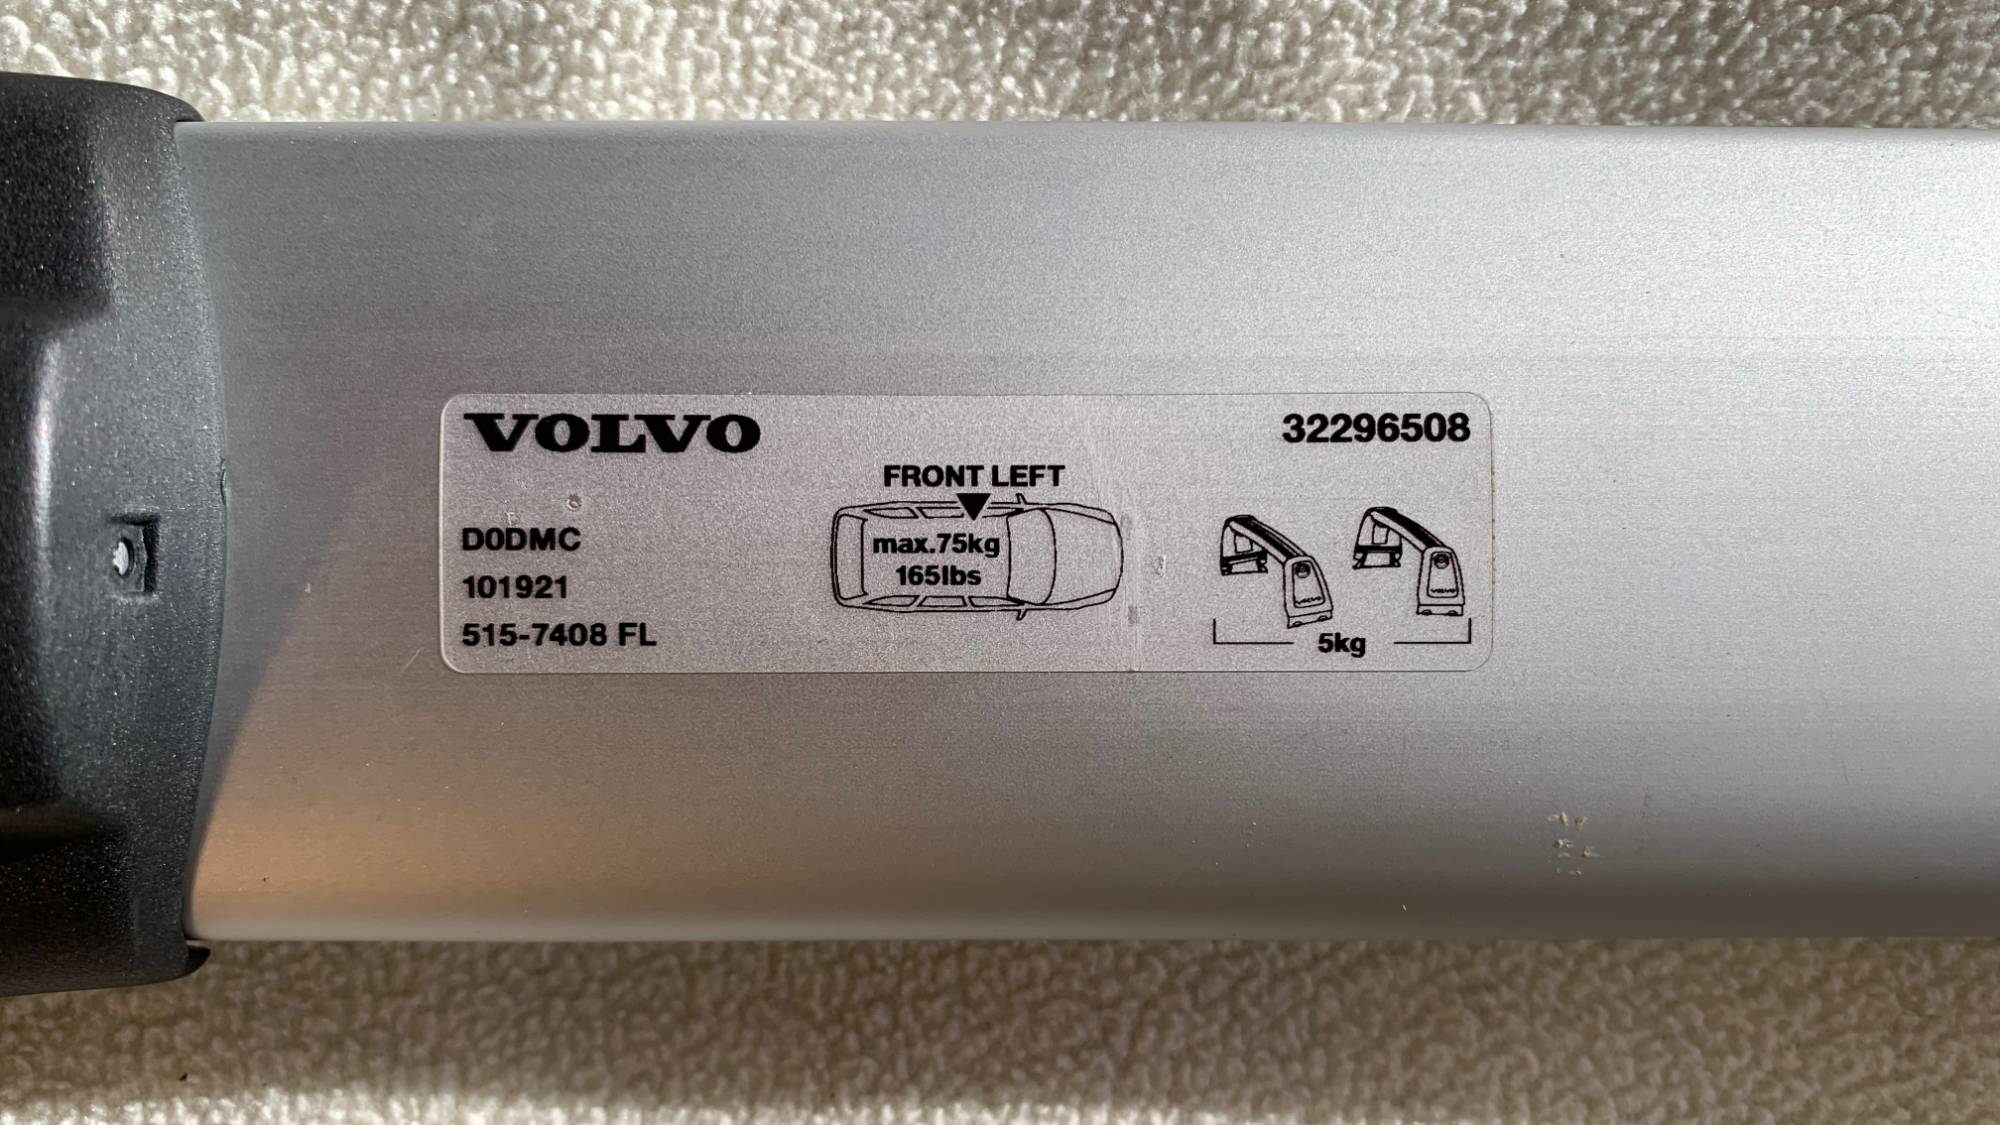 VOLVO
32296508
FRONT LEFT
D0DMC
max.75kg
101921
165lbs
515-7408 FL
5kg